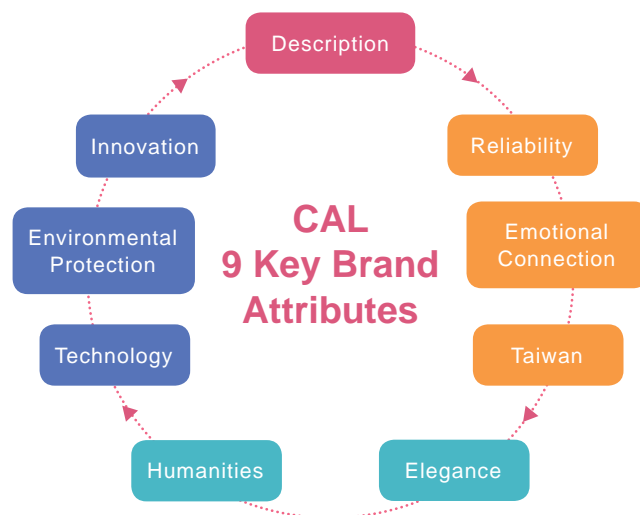 Description
Innovation
Reliability
CAL
9 Key Brand
Attributes
Environmental
Protection
Emotional
Connection
Technology
Taiwan
Humanities
Elegance